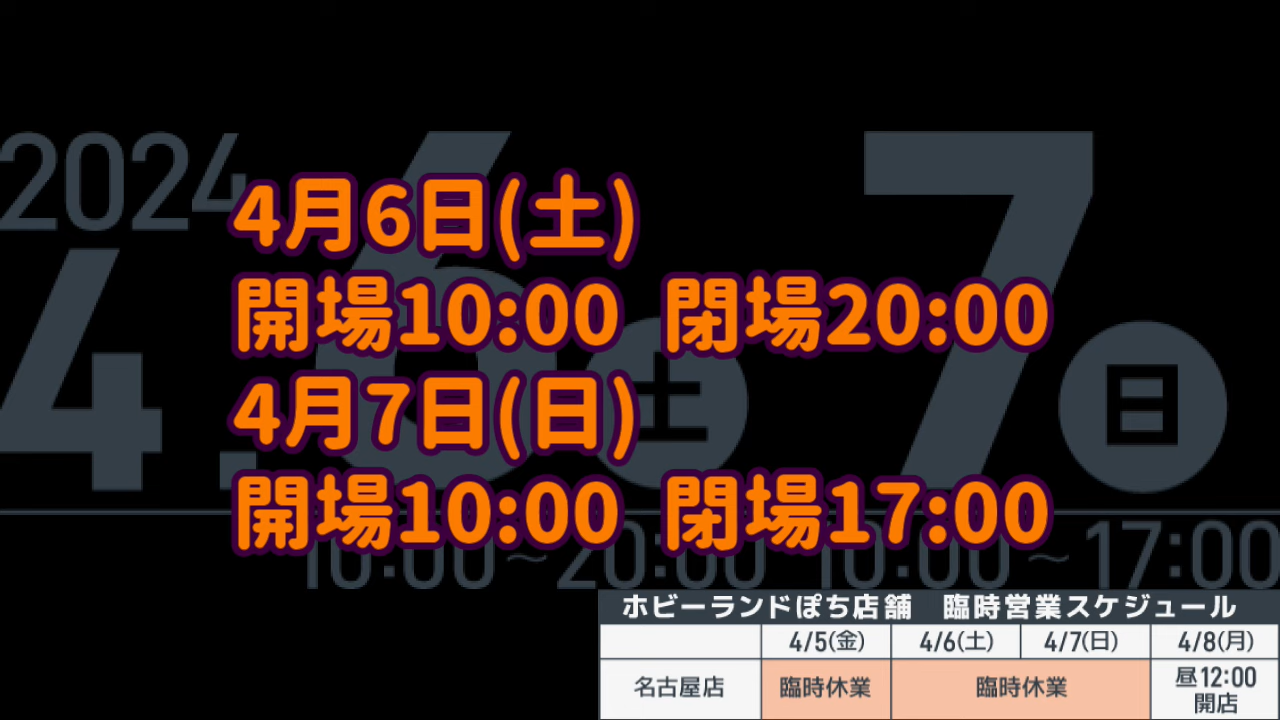 2024
4.6土 7日
4月6日(土)
開場10:00 閉場20:00
4月7日(日)
開場10:00 閉場17:00
10:00~20:00 10:00~17:00
ホビーランドぽち店舗 臨時営業スケジュール
4/5(金) 4/6(土) 4/7(日) 4/8(月)
名古屋店 臨時休業 臨時休業 昼12:00
開店